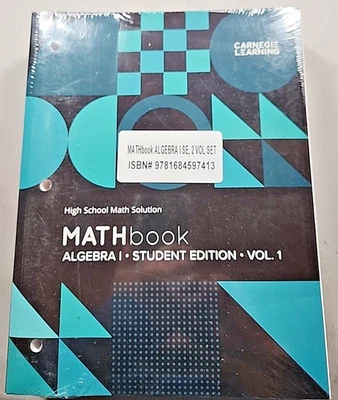 CARNEGIE
LEARNING
MATHbook ALGEBRA I SE, 2 VOL SET
ISBN# 9781684597413
High School Math Solution
MATHbook
ALGEBRA I • STUDENT EDITION • VOL. 1